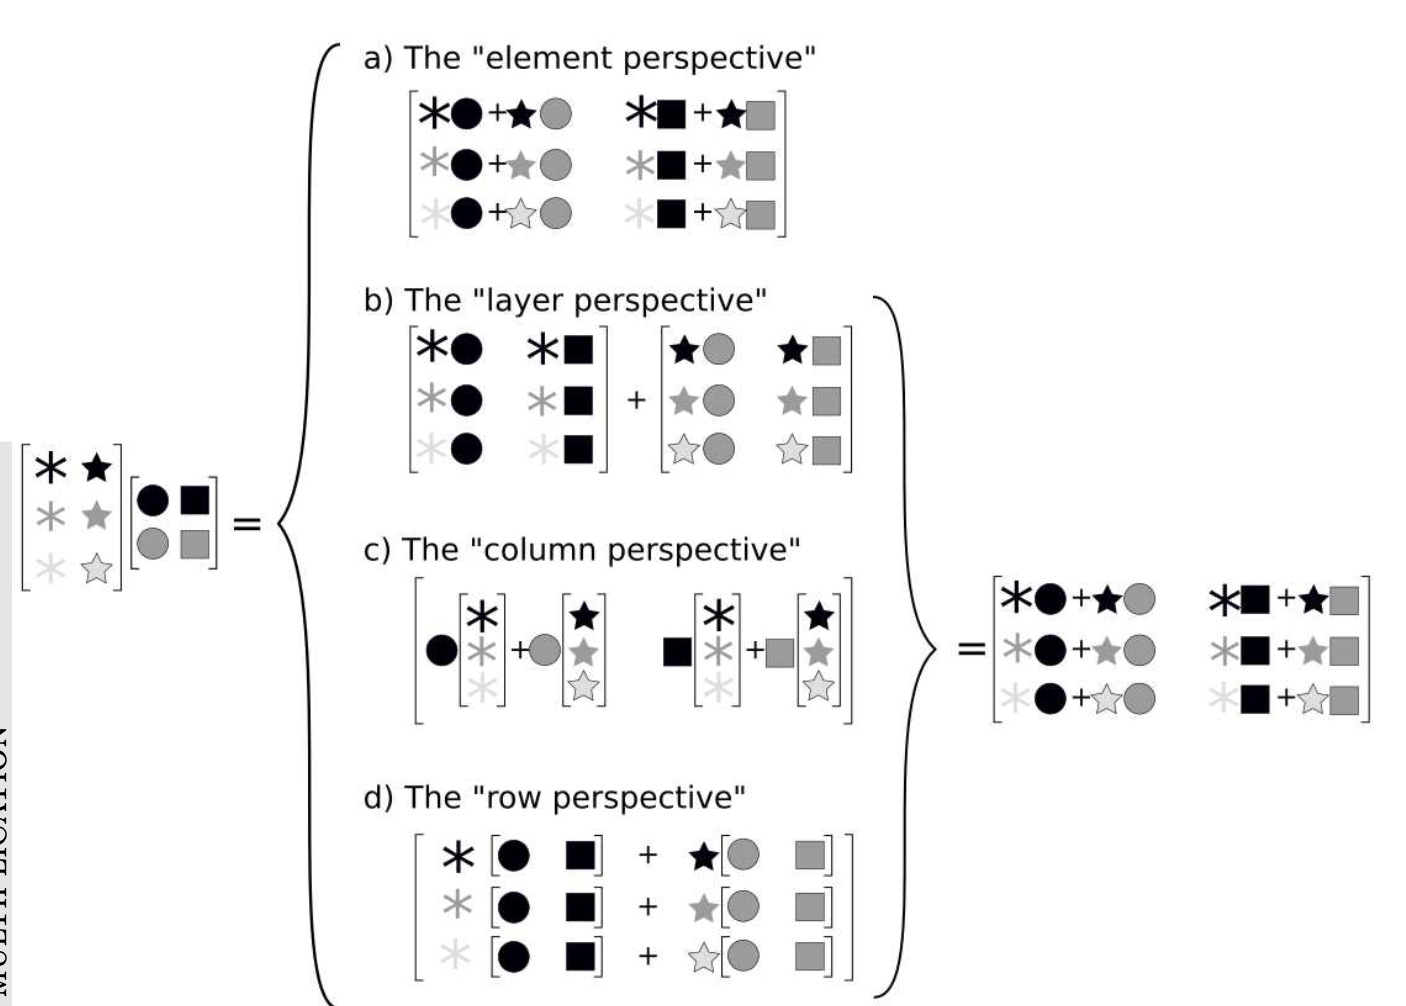 a) The "element perspective"
b) The "layer perspective"
c) The "column perspective"
d) The "row perspective"
MULTIPLICATION